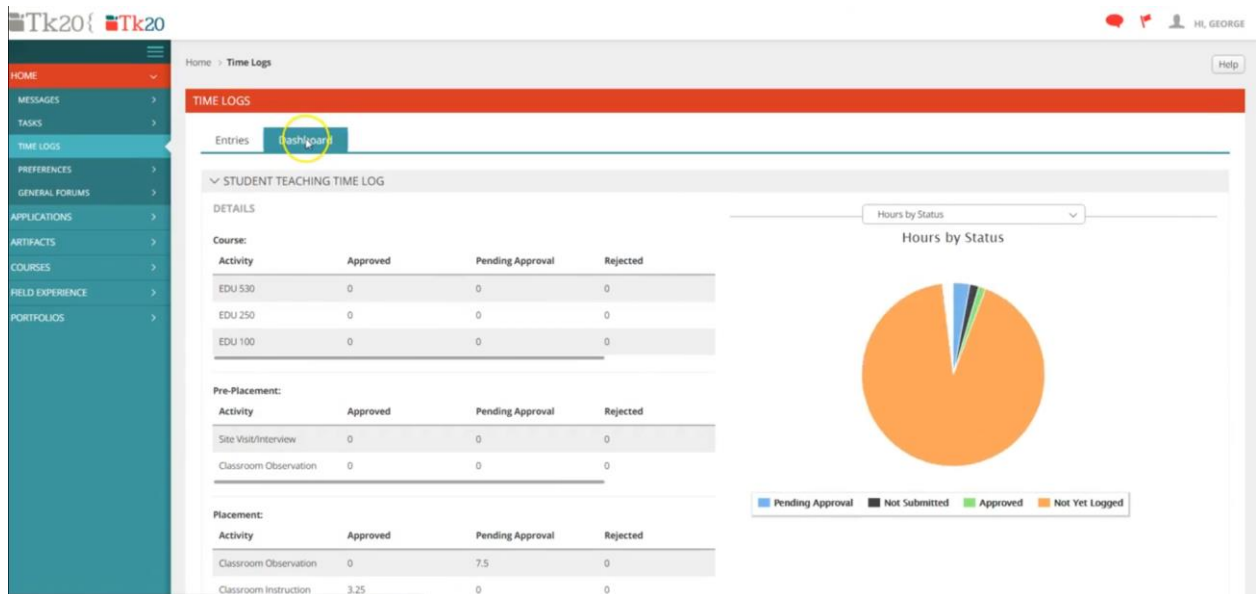 Tk20{ Tk20
HI, GEORGE
Home > Time Logs
Help
HOME
MESSAGES
TASKS
TIME LOGS
PREFERENCES
GENERAL FORUMS
APPLICATIONS
ARTIFACTS
COURSES
FIELD EXPERIENCE
PORTFOLIOS
TIME LOGS
Entries Dashboard
STUDENT TEACHING TIME LOG
DETAILS
Course:
Activity Approved Pending Approval Rejected
EDU 530 0 0 0
EDU 250 0 0 0
EDU 100 0 0 0
Pre-Placement:
Activity Approved Pending Approval Rejected
Site Visit/Interview 0 0 0
Classroom Observation 0 0 0
Placement:
Activity Approved Pending Approval Rejected
Classroom Observation 0 7.5 0
Classroom Instruction 3.25 0 0
Hours by Status
Hours by Status
Pending Approval Not Submitted Approved Not Yet Logged